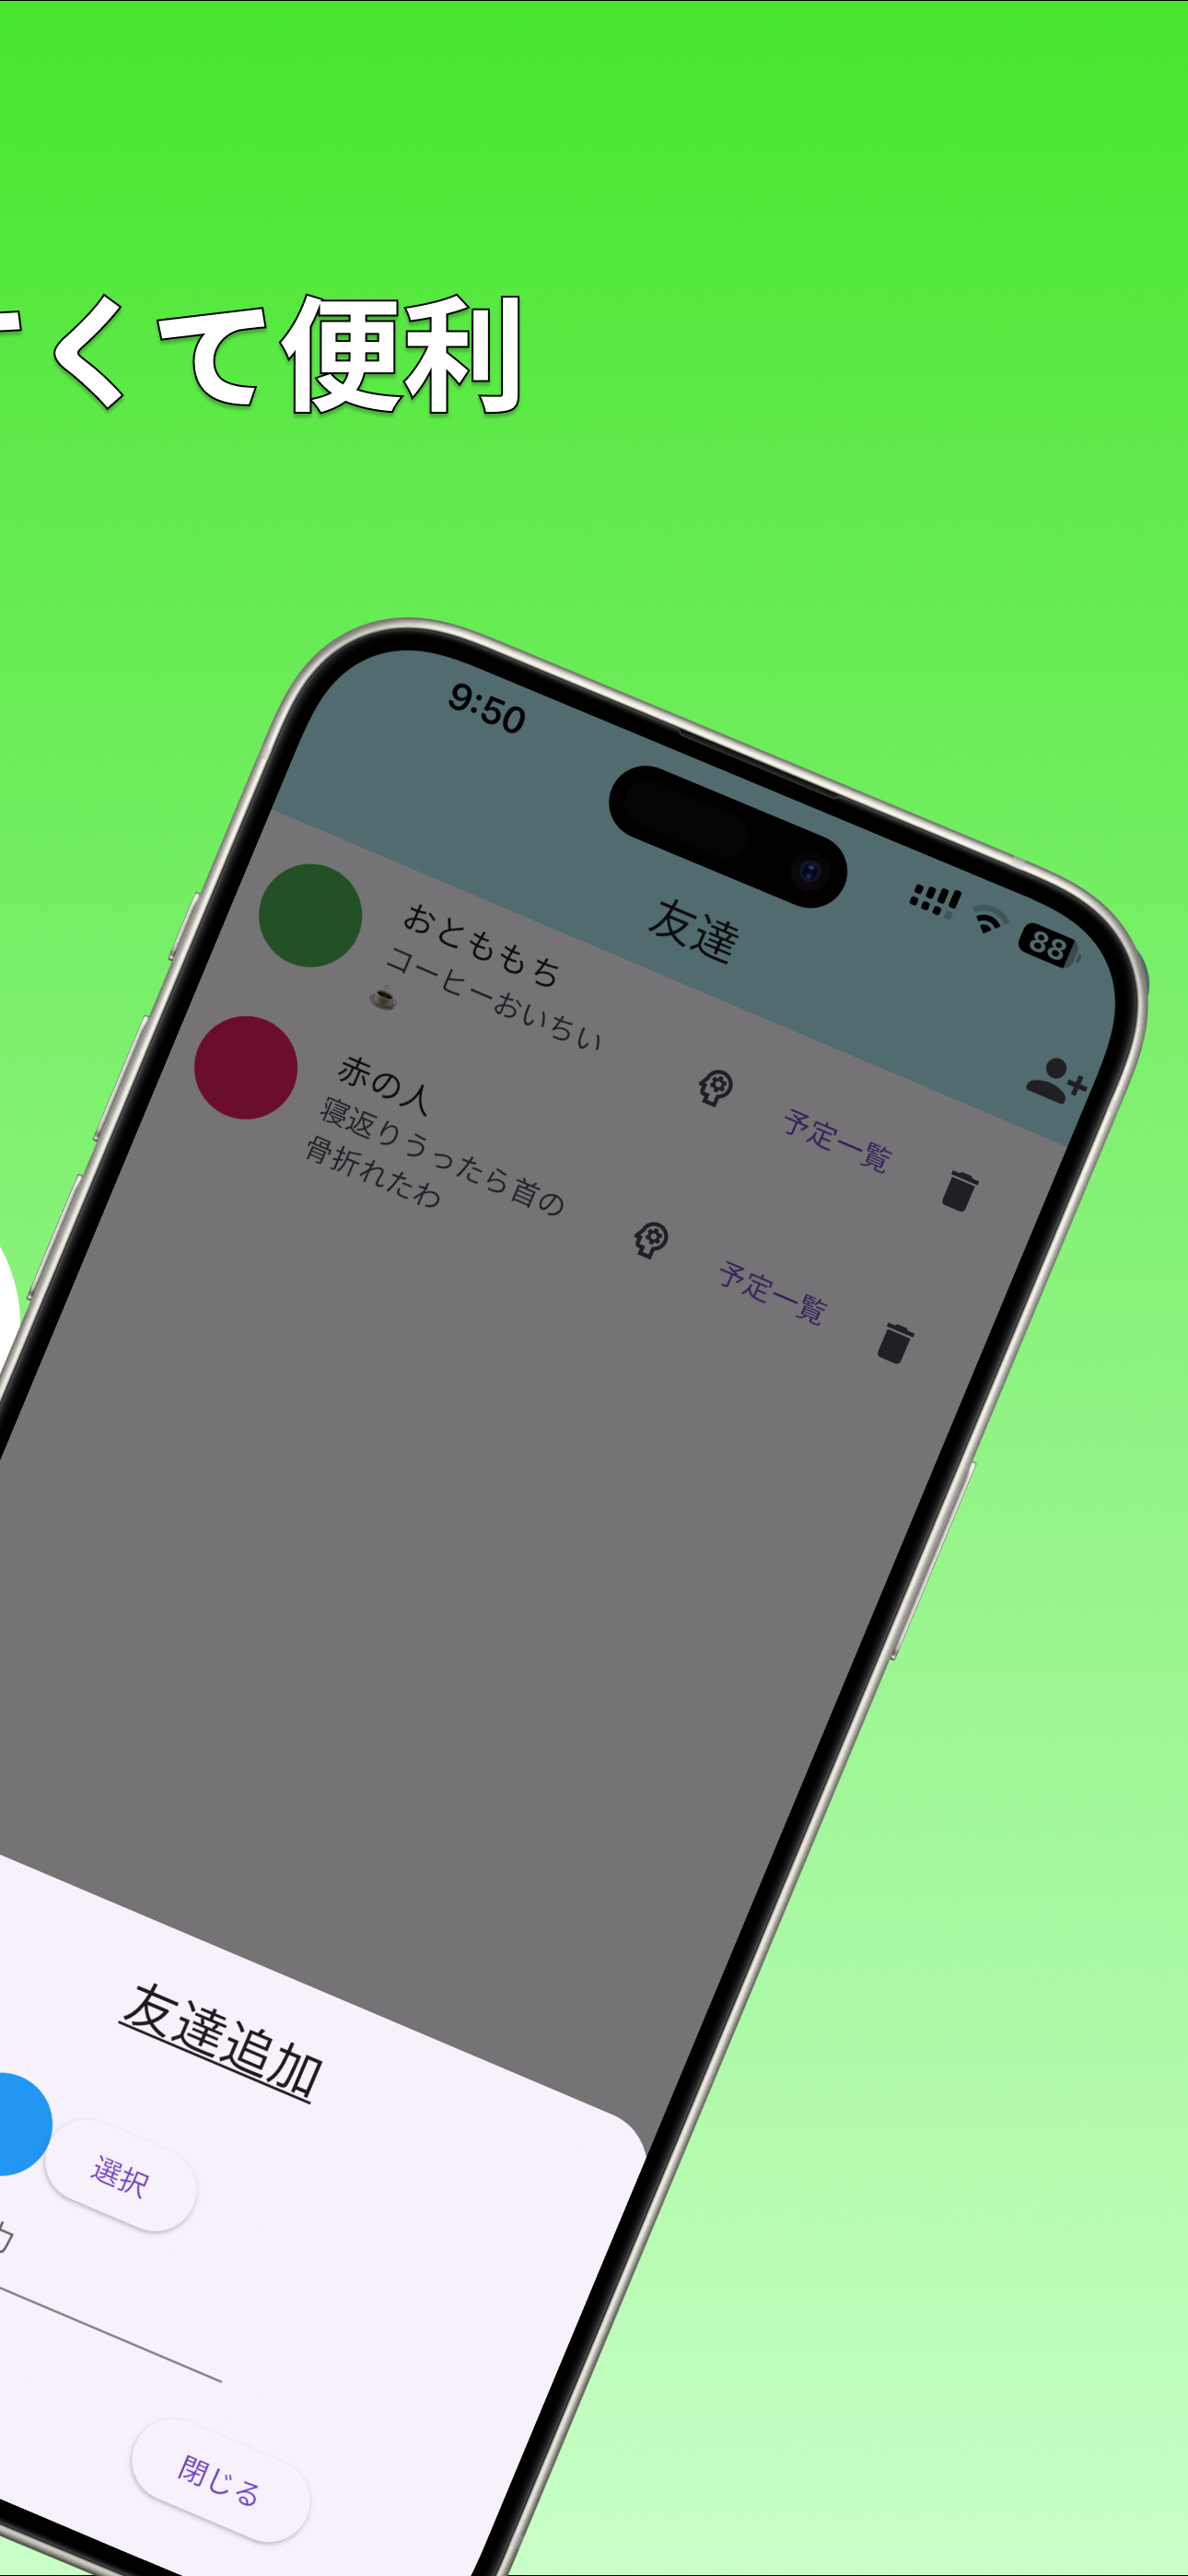 すくて便利
9:50
88
友達
おとももち
コーヒーおいちい
☕
予定一覧
赤の人
寝返りうったら首の
骨折れたわ
予定一覧
友達追加
選択
力
閉じる